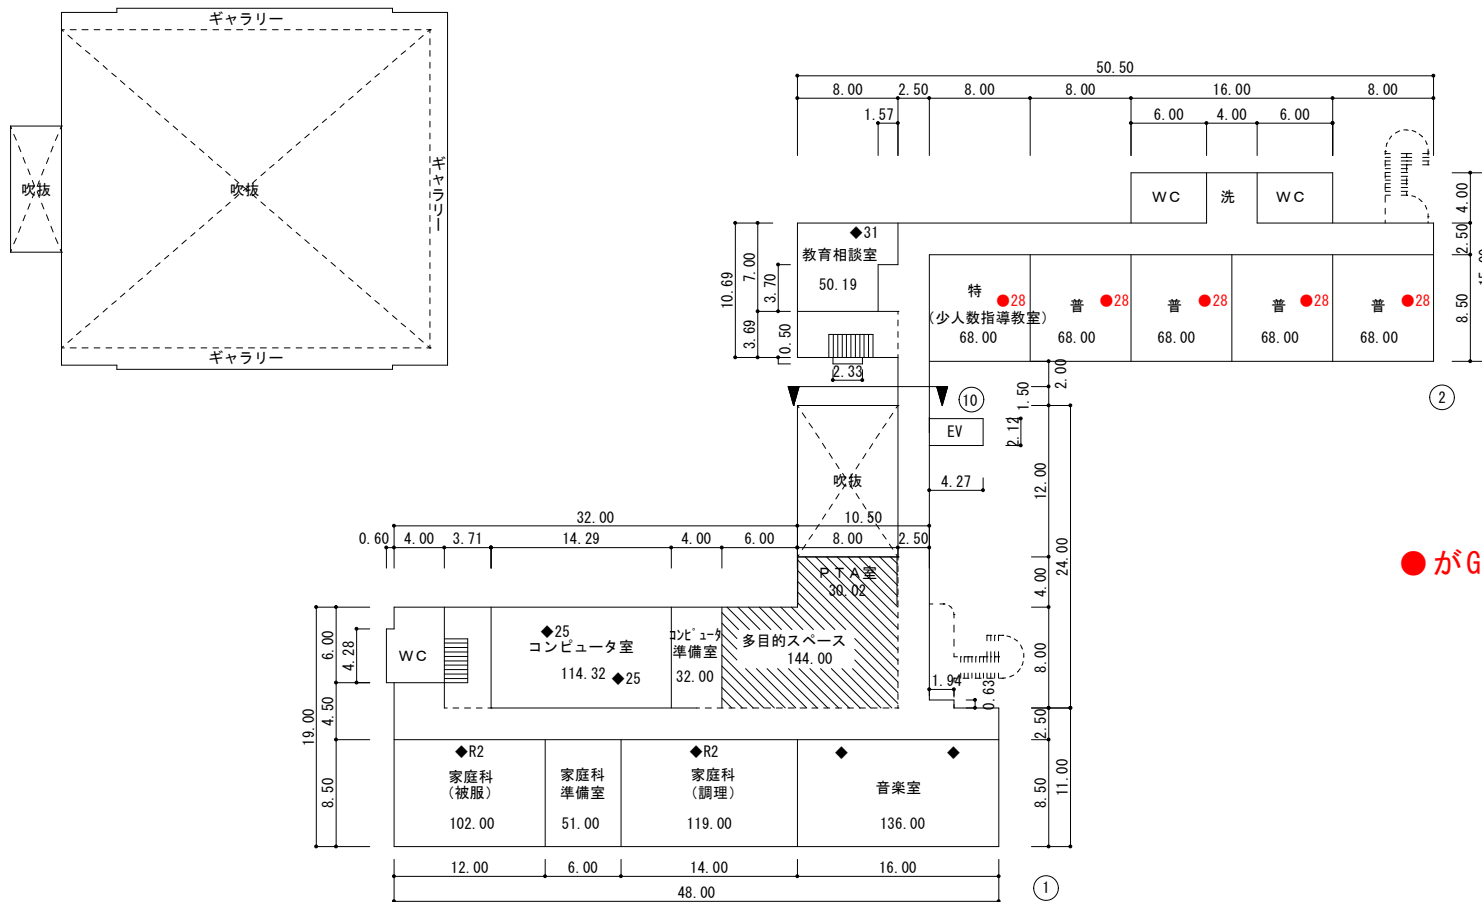 ギャラリー
吹抜
吹抜
ギャラリー
ギャラリー
50.50
8.00 2.50 8.00 8.00 16.00 8.00
1.57 6.00 4.00 6.00
WC 洗 WC
4.00
2.50
8.50
◆31
教育相談室
50.19
10.69
7.00
3.70
3.69
0.50
2.33
特 ●28
(少人数指導教室)
68.00
普 ●28
68.00
普 ●28
68.00
普 ●28
68.00
普 ●28
68.00
2.00
1.50
②
⑩
EV
2.12
4.27
吹抜
12.00
24.00
4.00
8.00
●がG
32.00 10.50
0.60 4.00 3.71 14.29 4.00 6.00 8.00 2.50
PTA室
30.02
多目的スペース
144.00
WC
◆25
コンピュータ室
114.32 ◆25
コンピュータ
準備室
32.00
6.00
4.28
4.50
19.00
8.50
1.94
0.63
2.50
8.50
11.00
◆R2
家庭科
(被服)
102.00
家庭科
準備室
51.00
◆R2
家庭科
(調理)
119.00
◆ ◆
音楽室
136.00
12.00 6.00 14.00 16.00
48.00
①